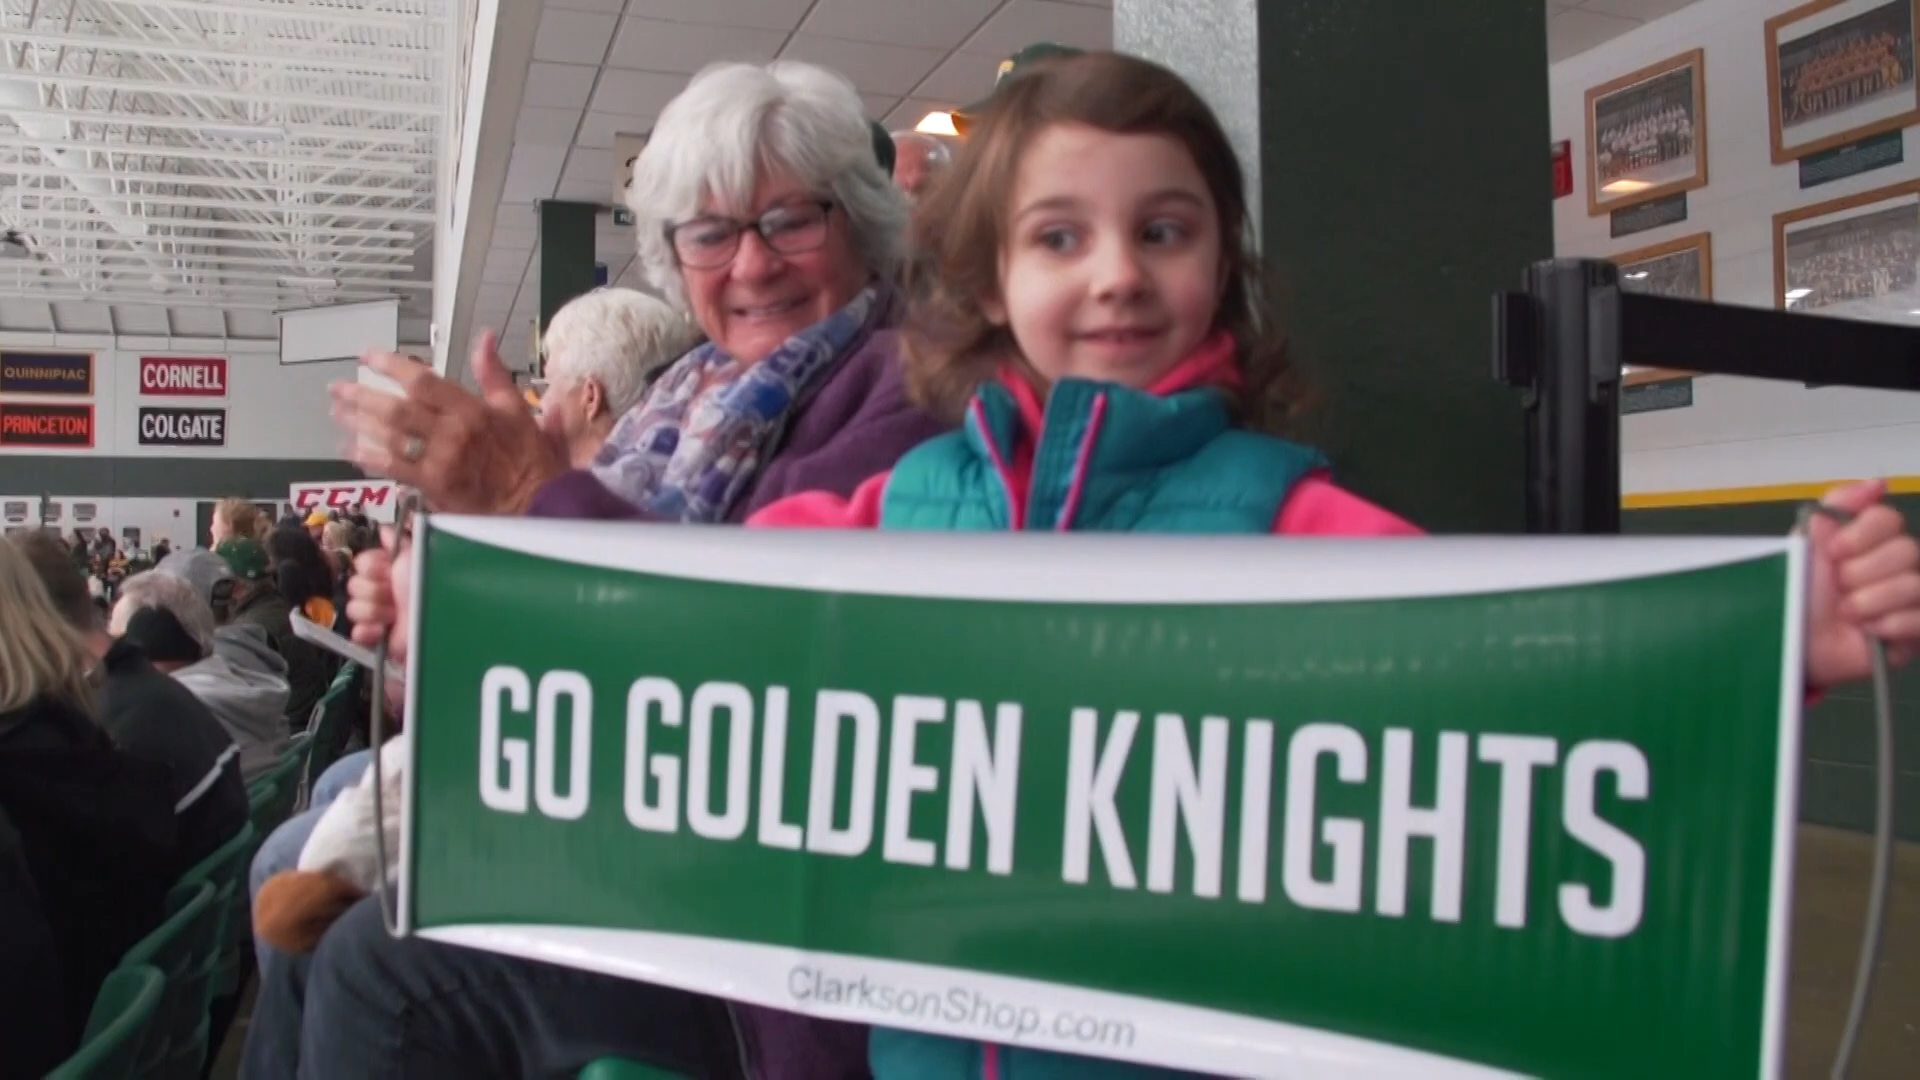 QUINNIPIAC
CORNELL
PRINCETON
COLGATE
CCM
GO GOLDEN KNIGHTS
ClarksonShop.com